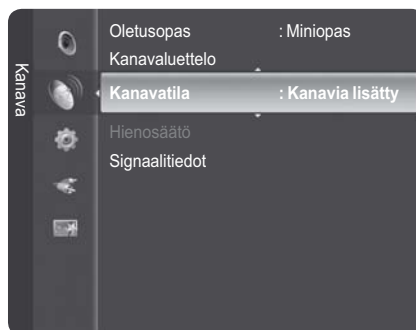 Kanava
Oletusopas : Miniopas
Kanavaluettelo
Kanavatila : Kanavia lisätty
Hienosäätö
Signaalitiedot